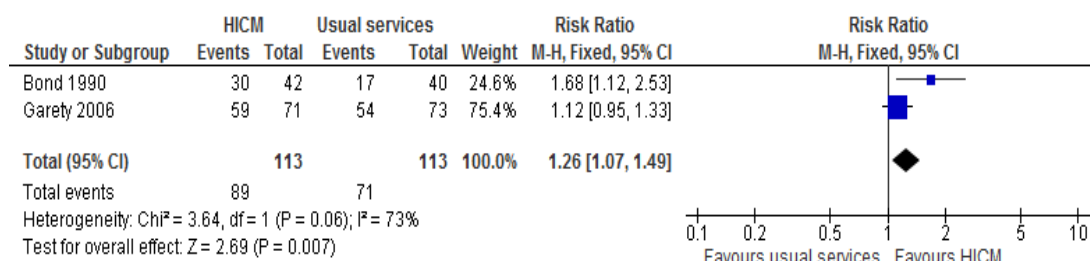 HICM Usual services Risk Ratio Risk Ratio
Study or Subgroup Events Total Events Total Weight M-H, Fixed, 95% CI M-H, Fixed, 95% CI
Bond 1990 30 42 17 40 24.6% 1.68 [1.12, 2.53]
Garety 2006 59 71 54 73 75.4% 1.12 [0.95, 1.33]
Total (95% CI) 113 113 100.0% 1.26 [1.07, 1.49]
Total events 89 71
Heterogeneity: Chi² = 3.64, df = 1 (P = 0.06); I² = 73%
Test for overall effect: Z = 2.69 (P = 0.007)
0.1 0.2 0.5 1 2 5 10
Favours usual services Favours HICM